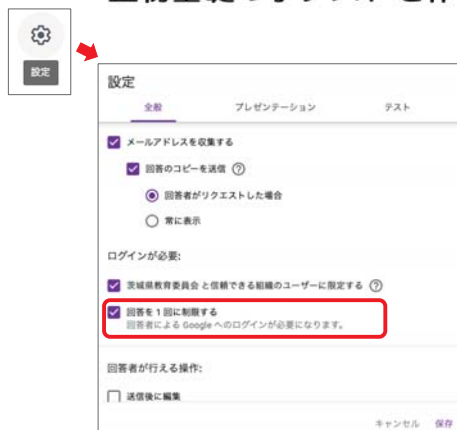 設定
設定
全般 プレゼンテーション テスト
メールアドレスを収集する
回答のコピーを送信
回答者がリクエストした場合
常に表示
ログインが必要:
茨城県教育委員会 と信頼できる組織のユーザーに限定する
回答を 1 回に制限する
回答者による Google へのログインが必要になります。
回答者が行える操作:
送信後に編集
キャンセル 保存